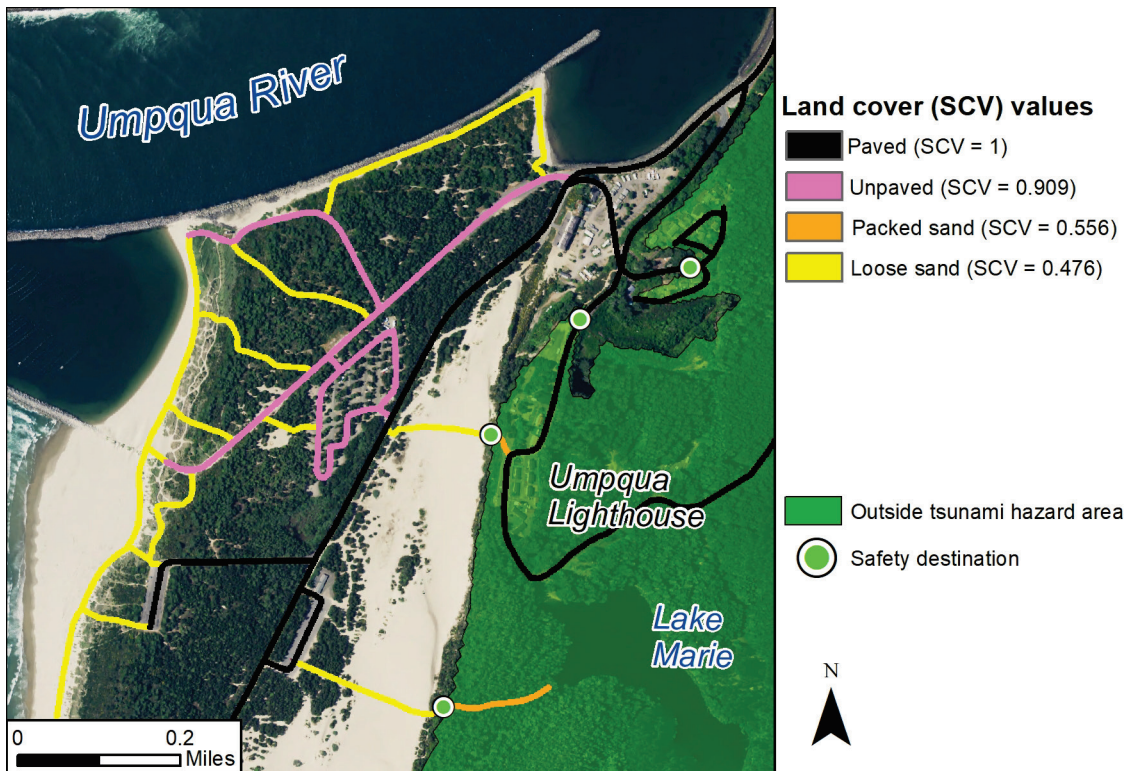 Umpqua River
Umpqua
Lighthouse
Lake
Marie
0 0.2
Miles
Land cover (SCV) values
Paved (SCV = 1)
Unpaved (SCV = 0.909)
Packed sand (SCV = 0.556)
Loose sand (SCV = 0.476)
Outside tsunami hazard area
Safety destination
N